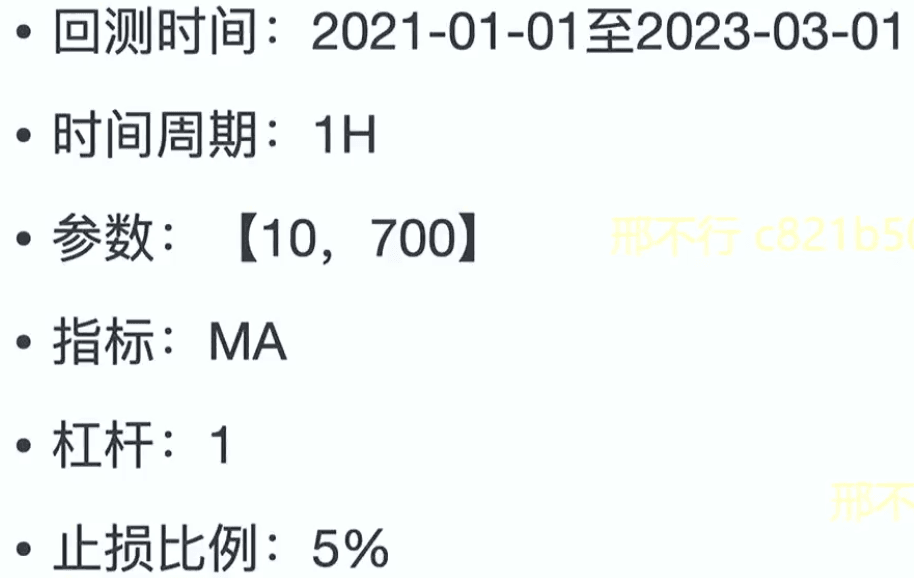 • 回测时间：2021-01-01至2023-03-01
• 时间周期：1H
• 参数：【10，700】
邢不行 c821b5
• 指标：MA
• 杠杆：1
邢不
• 止损比例：5%